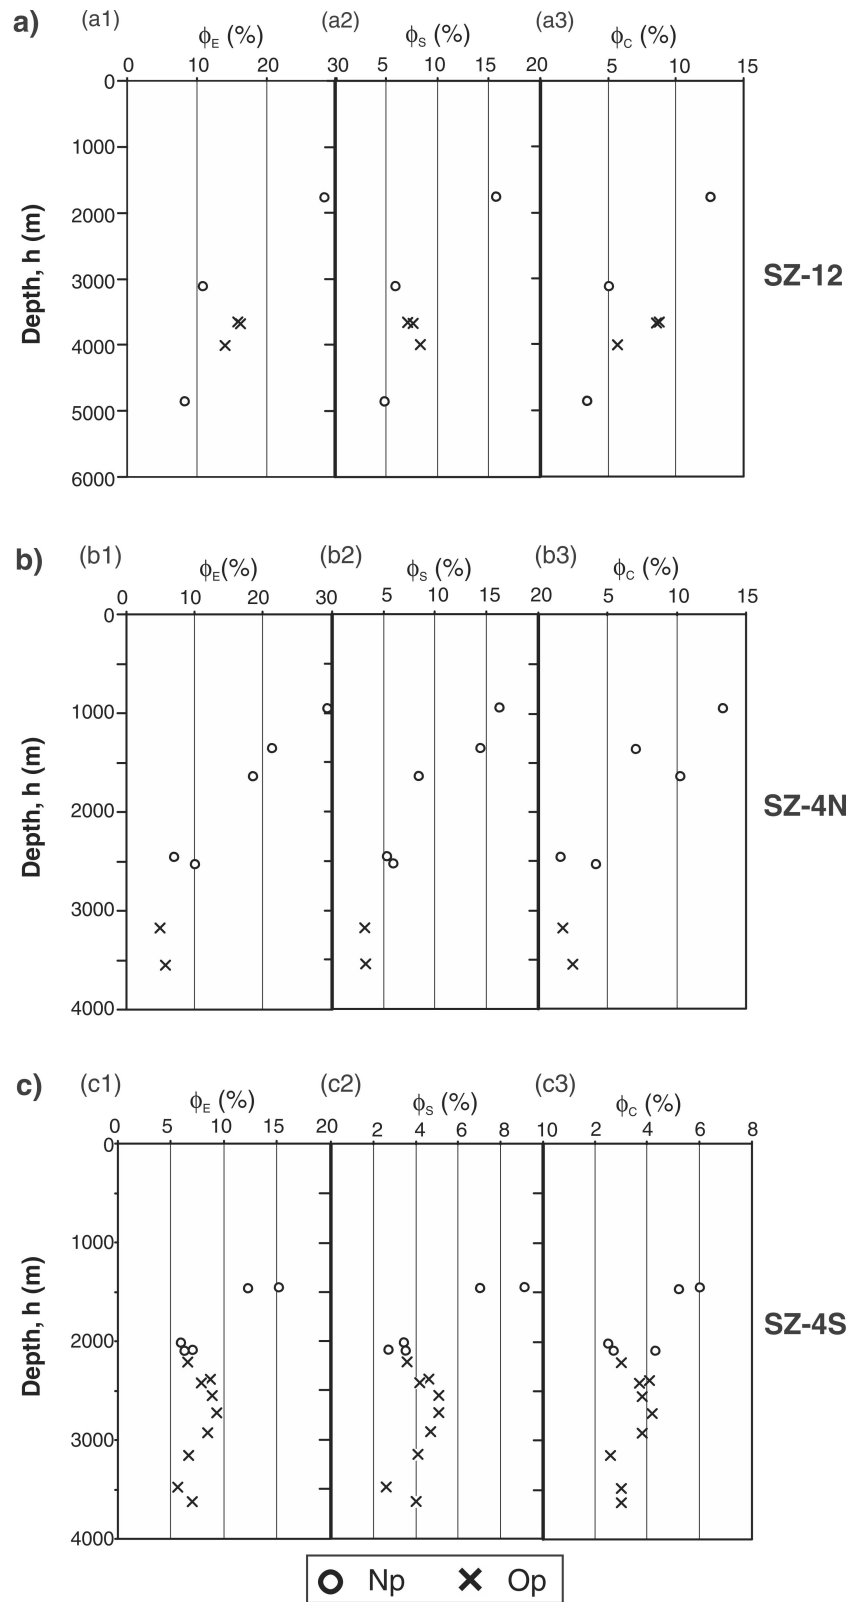 a) (a1) (a2) (a3)
ϕE (%) ϕS (%) ϕC (%)
0 10 20 30 5 10 15 20 5 10 15
0
1000
2000
3000
4000
5000
6000
Depth, h (m)
SZ-12
b) (b1) (b2) (b3)
ϕE(%) ϕS (%) ϕC (%)
0 10 20 30 5 10 15 20 5 10 15
0
1000
2000
3000
4000
Depth, h (m)
SZ-4N
c) (c1) (c2) (c3)
ϕE (%) ϕS (%) ϕC (%)
0 5 10 15 20 2 4 6 8 10 2 4 6 8
0
1000
2000
3000
4000
Depth, h (m)
SZ-4S
Np Op